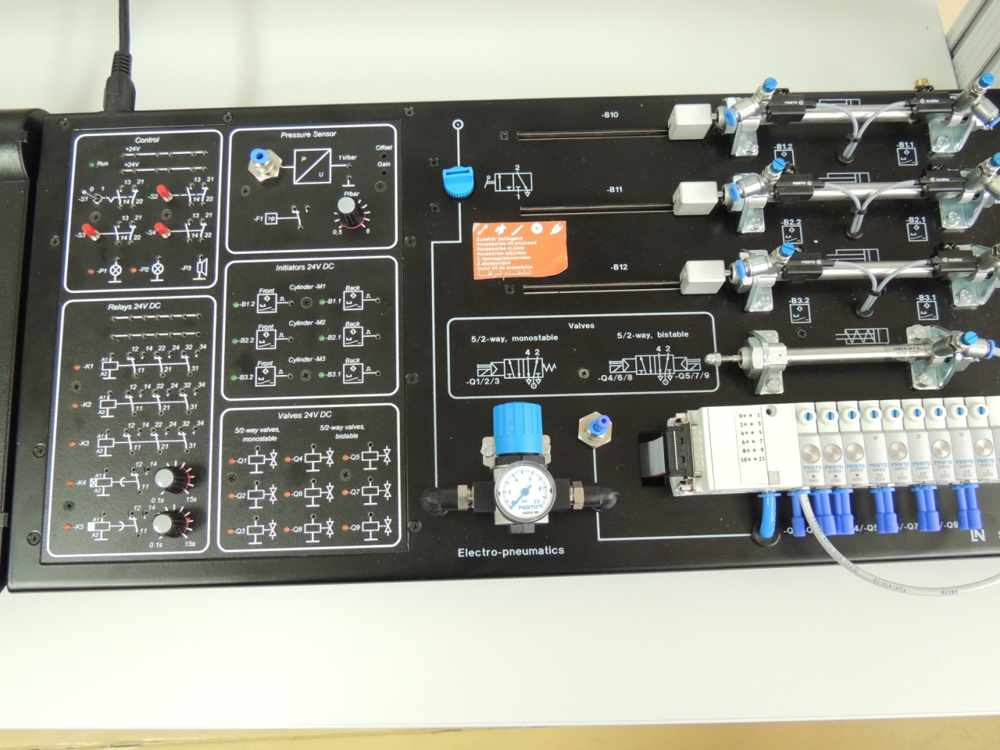 Control
+24V
Run
+24V
13 21
13 21
0 1
-S1
14 22
-S2
14 22
13 21
13 21
-S3
14 22
-S4
14 22
-P1
-P2
-P3
Pressure Sensor
Offset
P
U
1V/bar
Gain
P/bar
-F1
>p
0,5
8
Initiators 24V DC
Cylinder -M1
Front
Back
-B1.2
-B1.1
Cylinder -M2
Front
Back
-B2.2
-B2.1
Cylinder -M3
Front
Back
-B3.2
-B3.1
Relays 24V DC
12 14 22 24 32 34
-K1
A1
A2
11 21 31
12 14 22 24 32 34
-K2
A1
A2
11 21 31
12 14 22 24 32 34
-K3
A1
A2
11 21 31
12 14
-K4
A1
A2
11
0.1s
15s
12 14
-K5
A1
A2
11
0.1s
15s
Valves 24V DC
5/2-way valves,
monostable
5/2-way valves,
bistable
-Q1
-Q4
-Q5
-Q2
-Q6
-Q7
-Q3
-Q8
-Q9
2
1
Zubehör beiliegend
Accessories kit enclosed
Accessoires ci-joint
Accesorios adjuntos
С принадлежностями
Z akcesoriami
Inclui kit de acessórios
الملحقات المرفقة
-B10
-B11
-B12
FESTO
-B1.2
-B1.1
FESTO
-B2.2
-B2.1
FESTO
-B3.2
-B3.1
Valves
5/2-way, monostable
4 2
-Q1/2/3
5/2-way, bistable
4 2
-Q4/6/8
-Q5/7/9
0 1
2 3
4 5
6 7
8 9
10 11
FESTO
FESTO
FESTO
FESTO
FESTO
FESTO
FESTO
0 2 4 6 8 10
bar
FESTO
Electro-pneumatics
LN